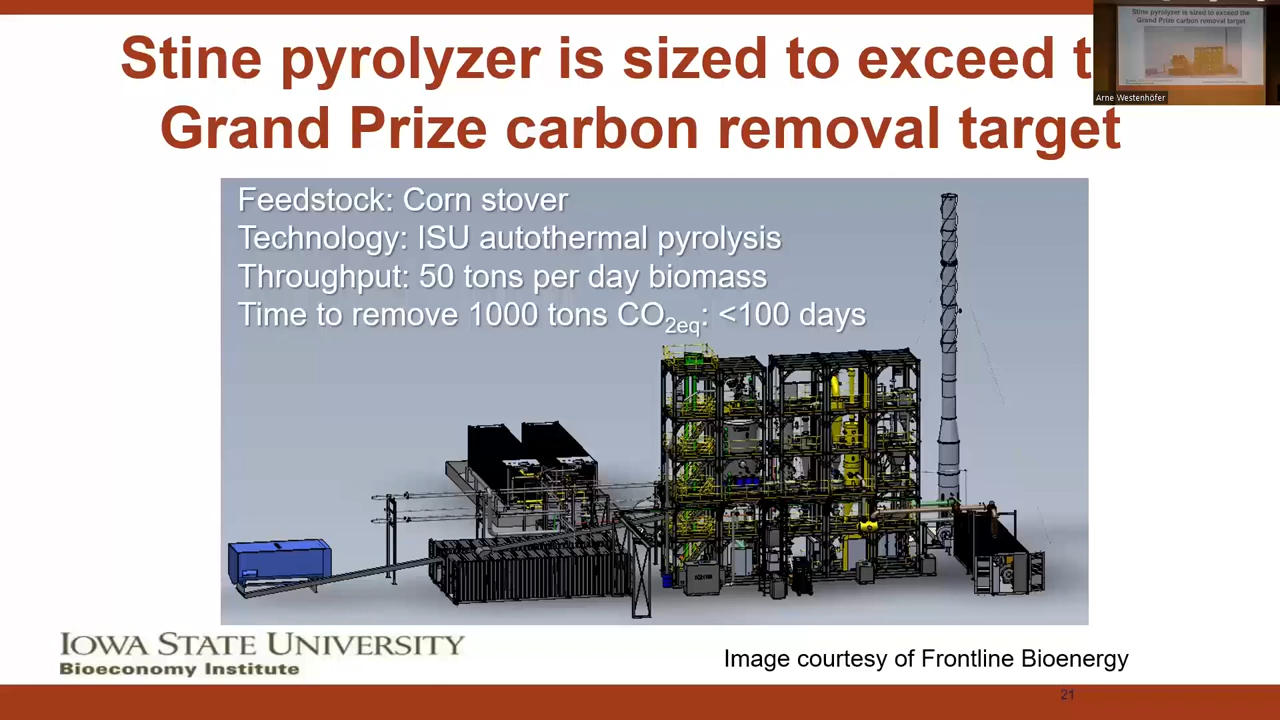 Stine pyrolyzer is sized to exceed t
Grand Prize carbon removal target
Stine pyrolyzer is sized to exceed the
Grand Prize carbon removal target
Arne Westenhöfer
Feedstock: Corn stover
Technology: ISU autothermal pyrolysis
Throughput: 50 tons per day biomass
Time to remove 1000 tons CO2eq: <100 days
IOWA STATE UNIVERSITY
Bioeconomy Institute
Image courtesy of Frontline Bioenergy
21